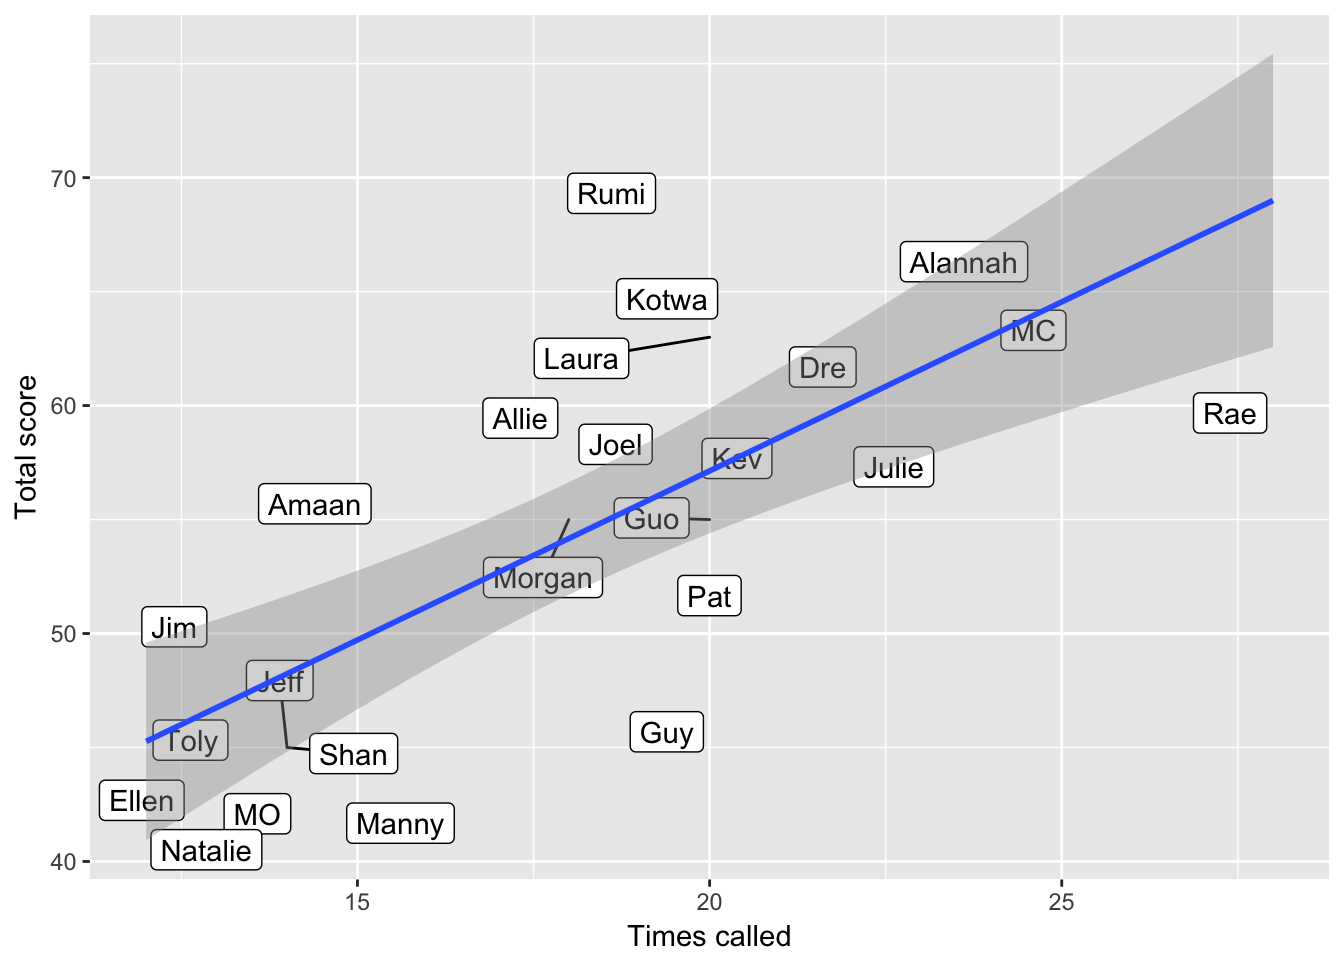 Total score
70
60
50
40
Rumi
Alannah
Kotwa
MC
Laura
Dre
Rae
Allie
Joel
Kev
Julie
Amaan
Guo
Morgan
Pat
Jim
Jeff
Guy
Toly
Shan
Ellen
MO
Manny
Natalie
15
20
25
Times called